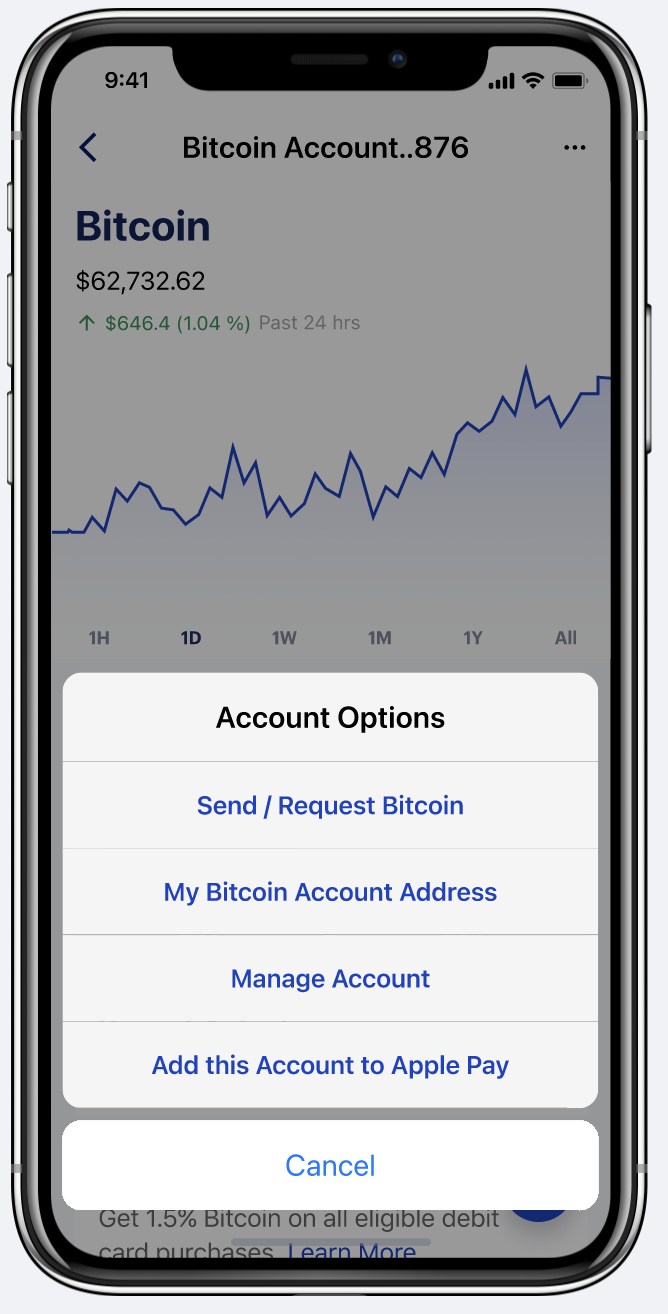 9:41
Bitcoin Account..876
Bitcoin
$62,732.62
↑ $646.4 (1.04 %) Past 24 hrs
1H 1D 1W 1M 1Y All
Account Options
Send / Request Bitcoin
My Bitcoin Account Address
Manage Account
Add this Account to Apple Pay
Cancel
Get 1.5% Bitcoin on all eligible debit
card purchases. Learn More